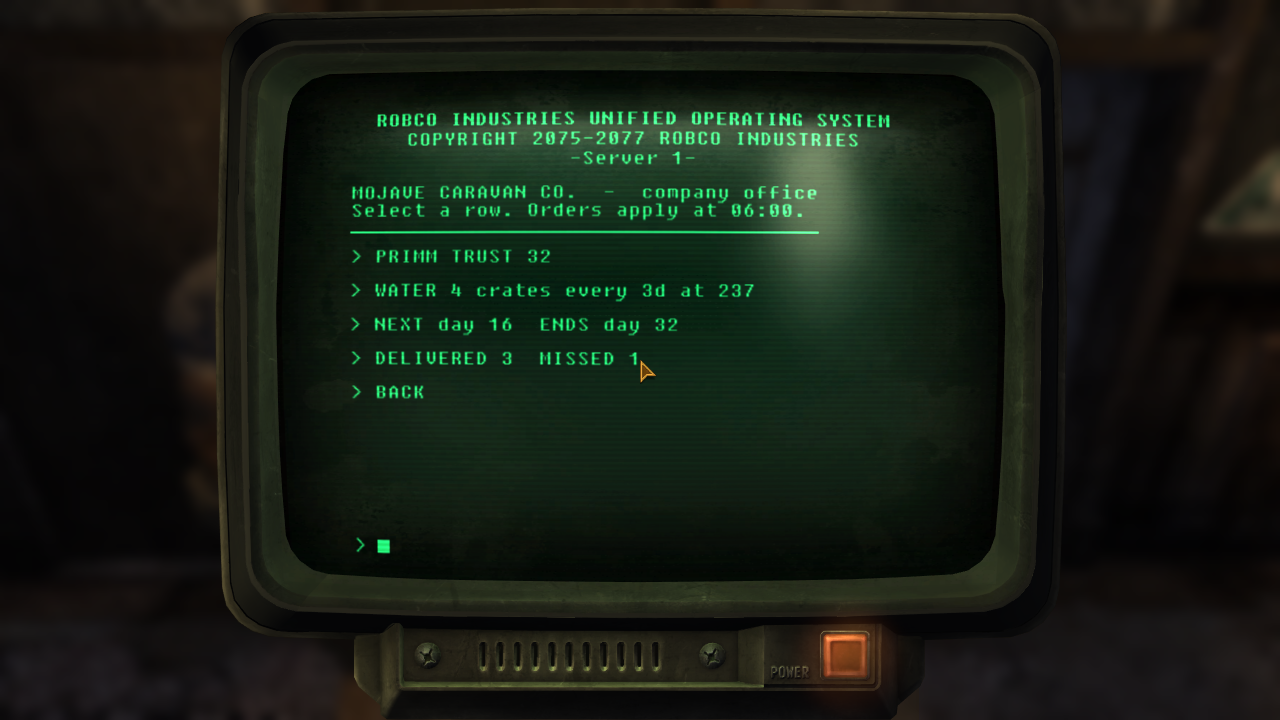 ROBCO INDUSTRIES UNIFIED OPERATING SYSTEM
COPYRIGHT 2075-2077 ROBCO INDUSTRIES
-Server 1-
MOJAVE CARAVAN CO. - company office
Select a row. Orders apply at 06:00.
> PRIMM TRUST 32
> WATER 4 crates every 3d at 237
> NEXT day 16 ENDS day 32
> DELIVERED 3 MISSED 1
> BACK
>
POWER